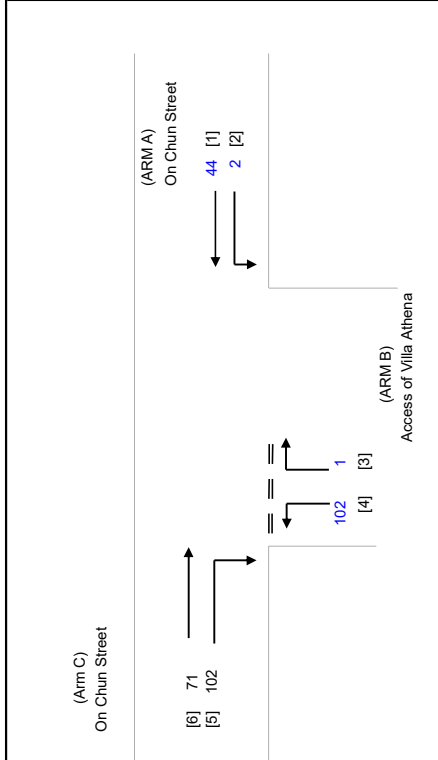 (Arm C)
On Chun Street
[6] 71
[5] 102
(ARM A)
On Chun Street
44 [1]
2 [2]
102
[4]
1
[3]
(ARM B)
Access of Villa Athena